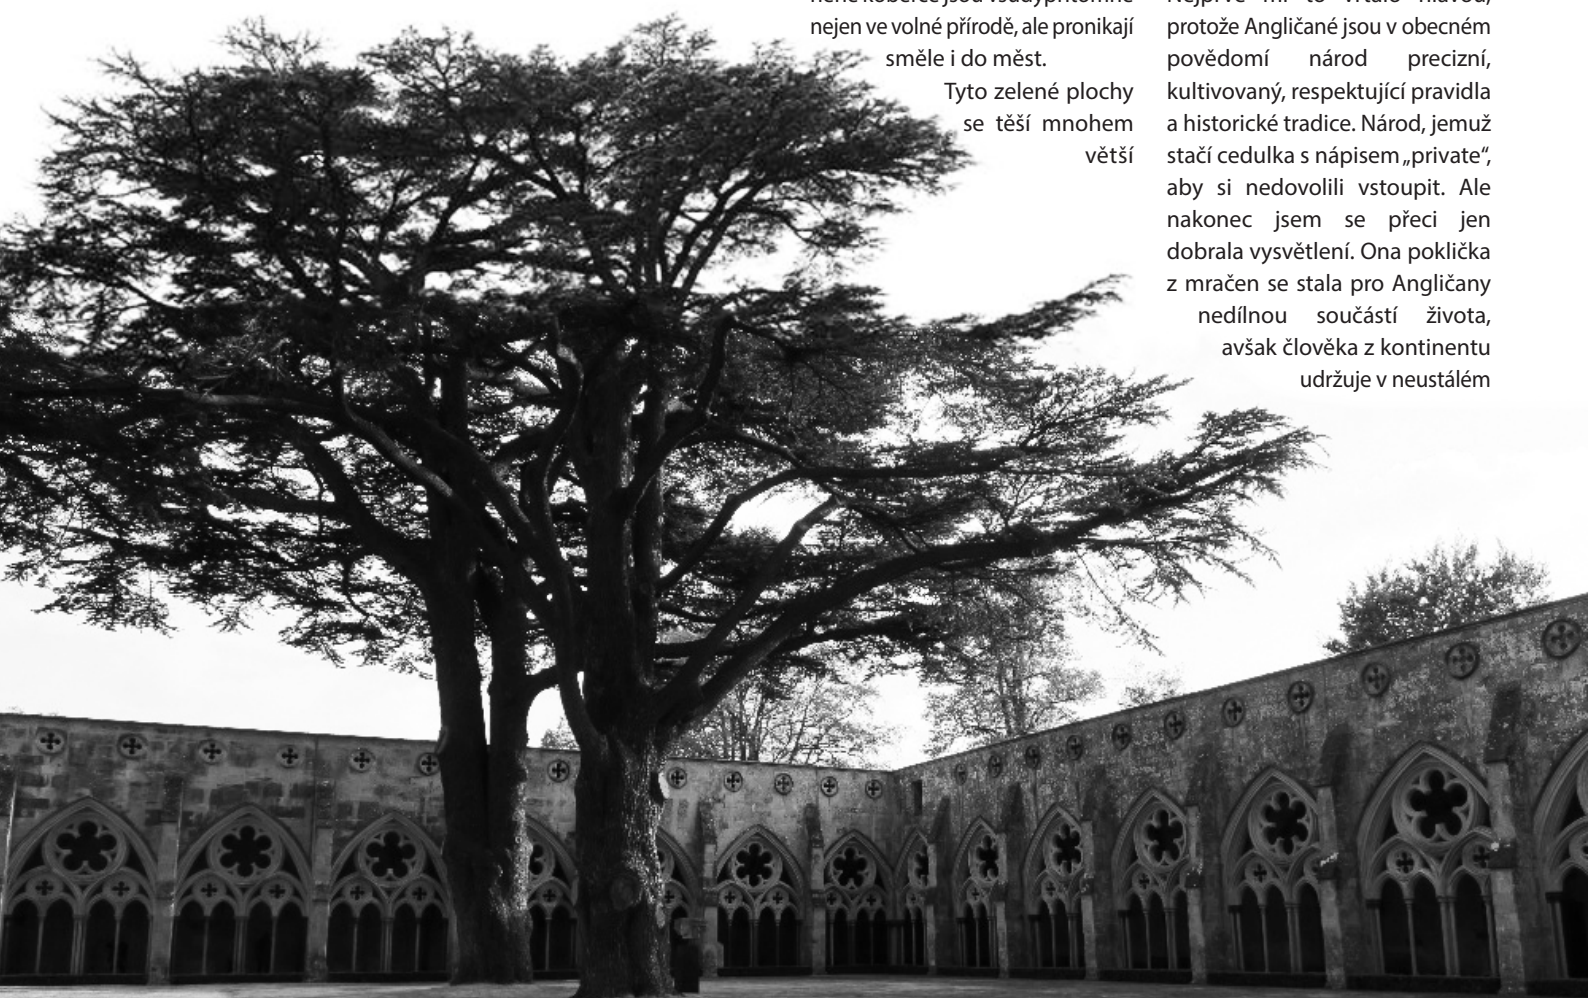 nejen ve volné přírodě, ale pronikají
směle i do měst.
Tyto zelené plochy
se těší mnohem
větší
protože Angličané jsou v obecném
povědomí národ precizní,
kultivovaný, respektující pravidla
a historické tradice. Národ, jemuž
stačí cedulka s nápisem „private“,
aby si nedovolili vstoupit. Ale
nakonec jsem se přeci jen
dobrala vysvětlení. Ona poklička
z mračen se stala pro Angličany
nedílnou součástí života,
avšak člověka z kontinentu
udržuje v neustálém